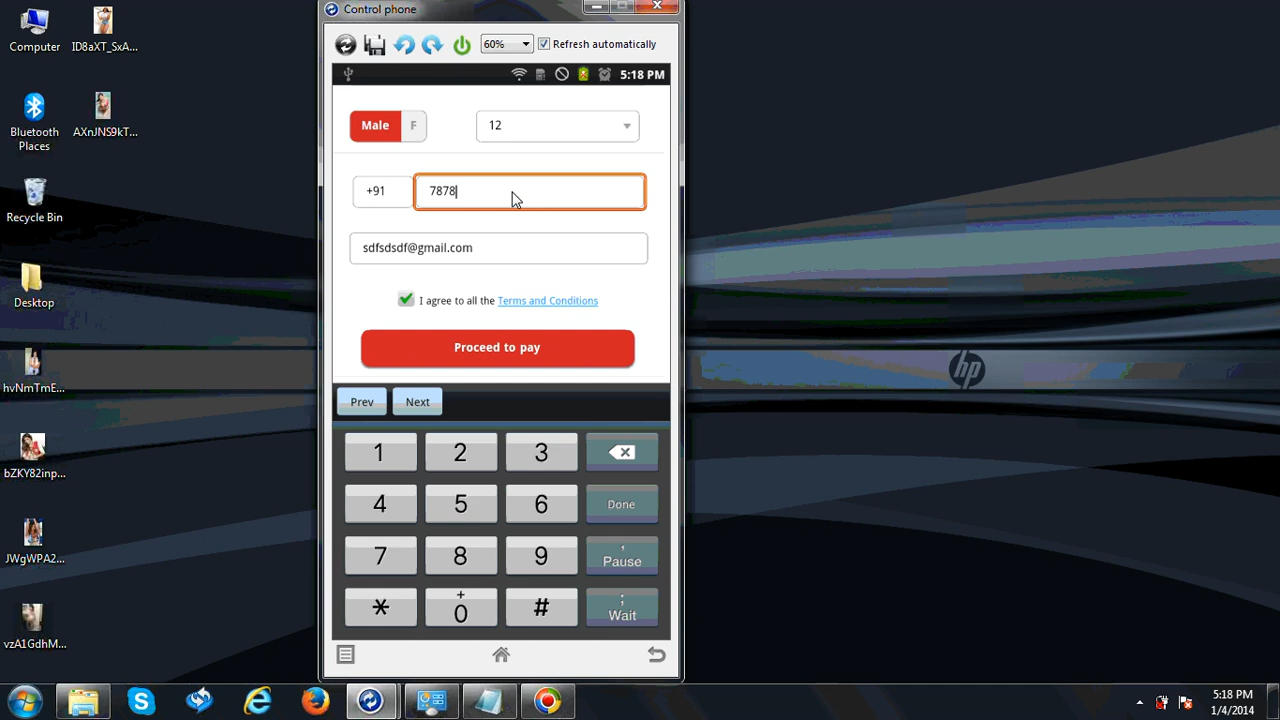 Control phone
60%
Refresh automatically
5:18 PM
Male
F
12
+91
7878
sdfsdsdf@gmail.com
I agree to all the Terms and Conditions
Proceed to pay
Prev
Next
1
2
3
4
5
6
Done
7
8
9
,
Pause
*
+
0
#
;
Wait
Computer
ID8aXT_SxA...
Bluetooth
Places
AXnJNS9kT...
Recycle Bin
Desktop
hvNmTmE...
bZKY82inp...
JWgWPA2...
vzA1GdhM...
hp
5:18 PM
1/4/2014